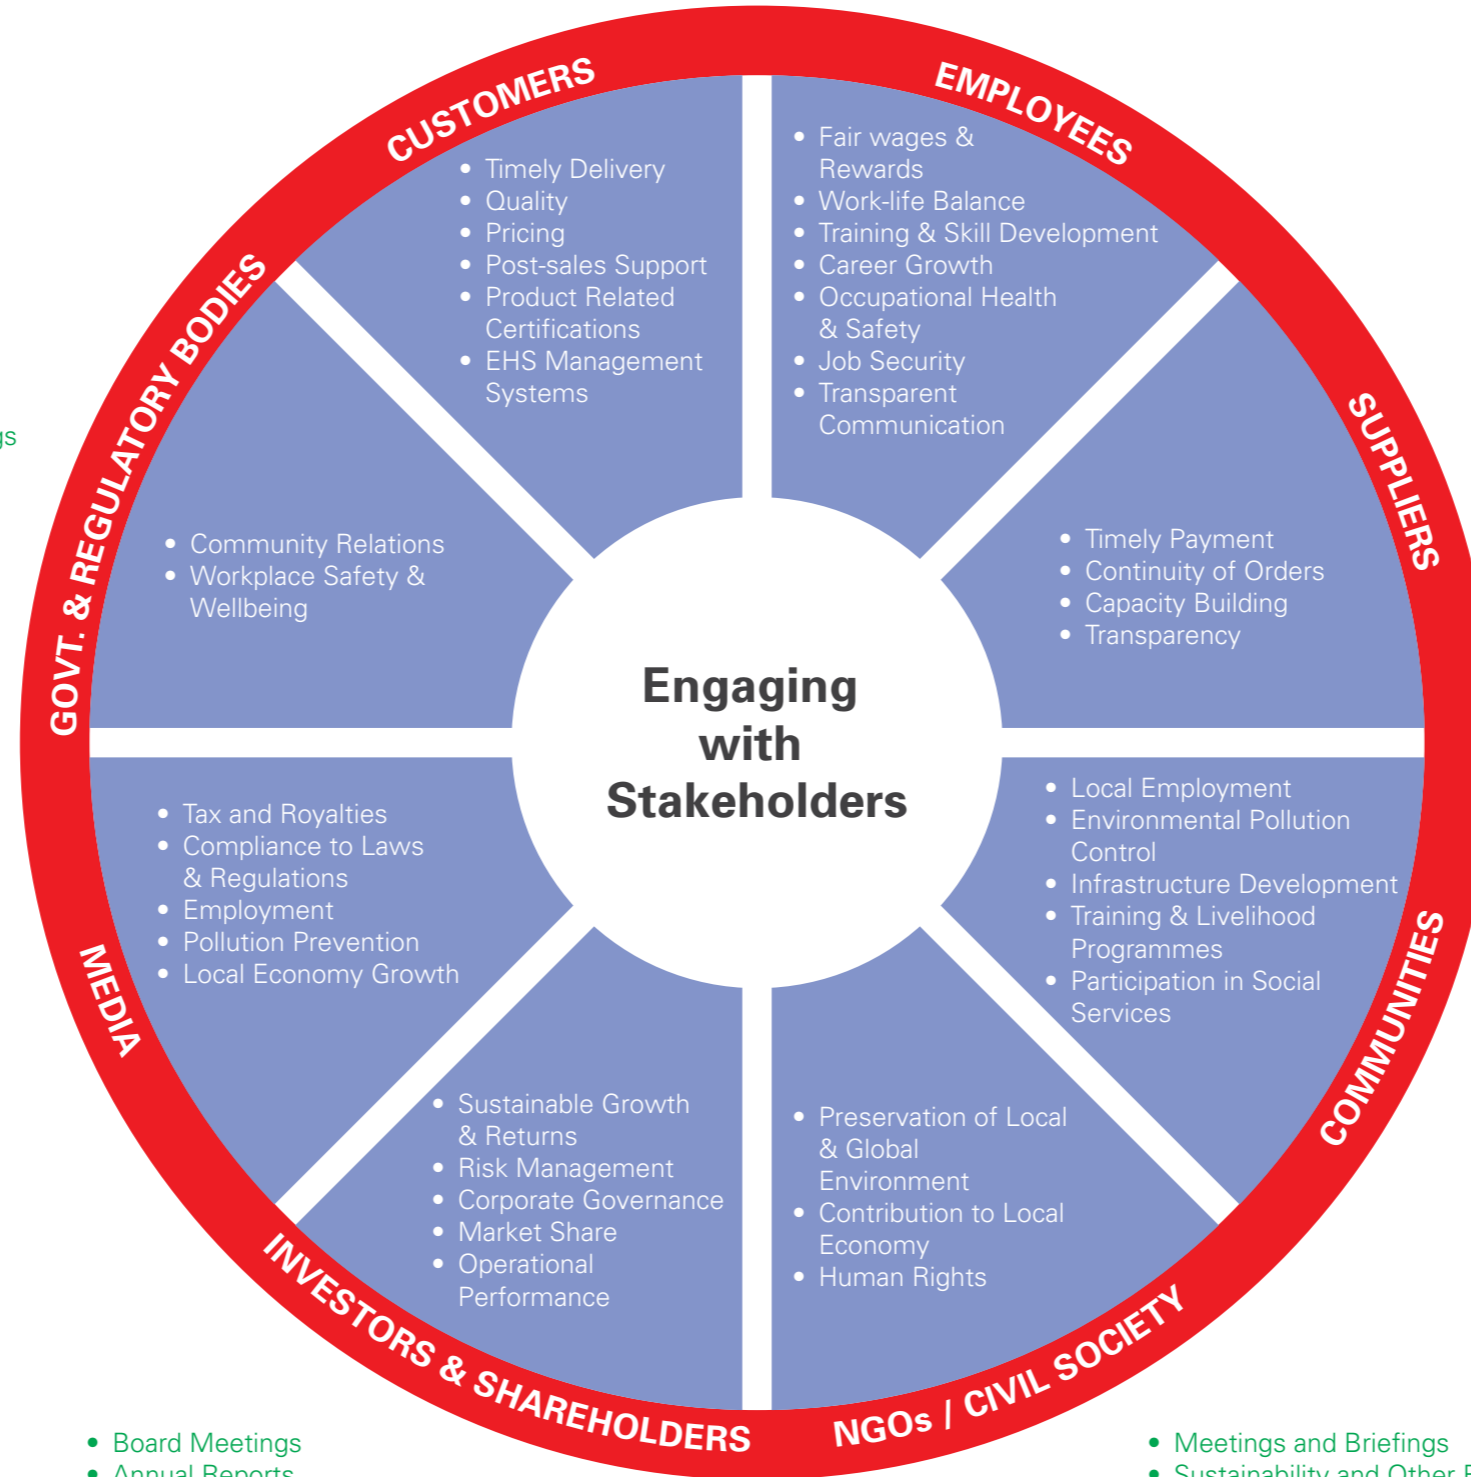 CUSTOMERS
• Timely Delivery
• Quality
• Pricing
• Post-sales Support
• Product Related
Certifications
• EHS Management
Systems
EMPLOYEES
• Fair wages &
Rewards
• Work-life Balance
• Training & Skill Development
• Career Growth
• Occupational Health
& Safety
• Job Security
• Transparent
Communication
GOVT. & REGULATORY BODIES
• Community Relations
• Workplace Safety &
Wellbeing
SUPPLIERS
• Timely Payment
• Continuity of Orders
• Capacity Building
• Transparency
Engaging
with
Stakeholders
MEDIA
• Tax and Royalties
• Compliance to Laws
& Regulations
• Employment
• Pollution Prevention
• Local Economy Growth
COMMUNITIES
• Local Employment
• Environmental Pollution
Control
• Infrastructure Development
• Training & Livelihood
Programmes
• Participation in Social
Services
INVESTORS & SHAREHOLDERS
• Sustainable Growth
& Returns
• Risk Management
• Corporate Governance
• Market Share
• Operational
Performance
NGOs / CIVIL SOCIETY
• Preservation of Local
& Global
Environment
• Contribution to Local
Economy
• Human Rights
• Board Meetings
• Annual Reports
• Meetings and Briefings
• Sustainability and Other